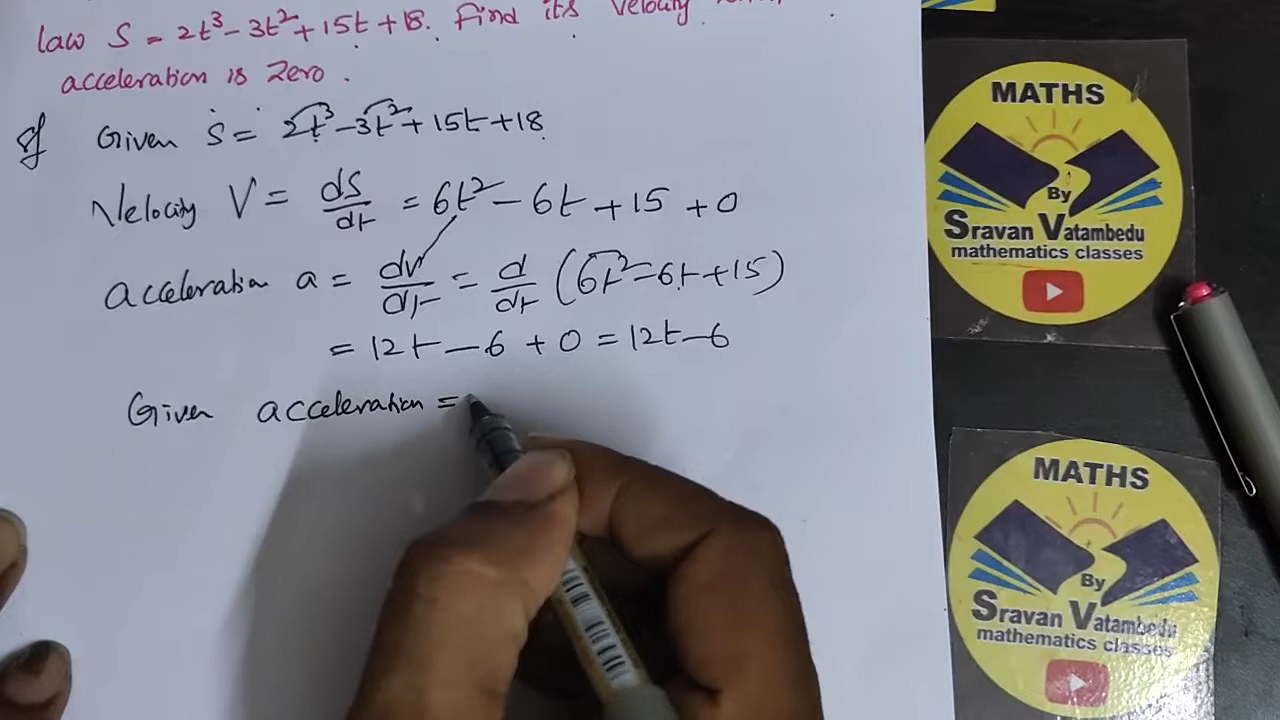 law S = 2t³ - 3t² + 15t + 18. Find its velocity
acceleration is Zero.
Given S = 2t³ - 3t² + 15t + 18
Velocity V = dS/dt = 6t² - 6t + 15 + 0
acceleration a = dv/dt = d/dt (6t² - 6t + 15)
= 12t - 6 + 0 = 12t - 6
Given acceleration =
MATHS
By
Sravan Vatambedu
mathematics classes
MATHS
By
Sravan Vatambedu
mathematics classes